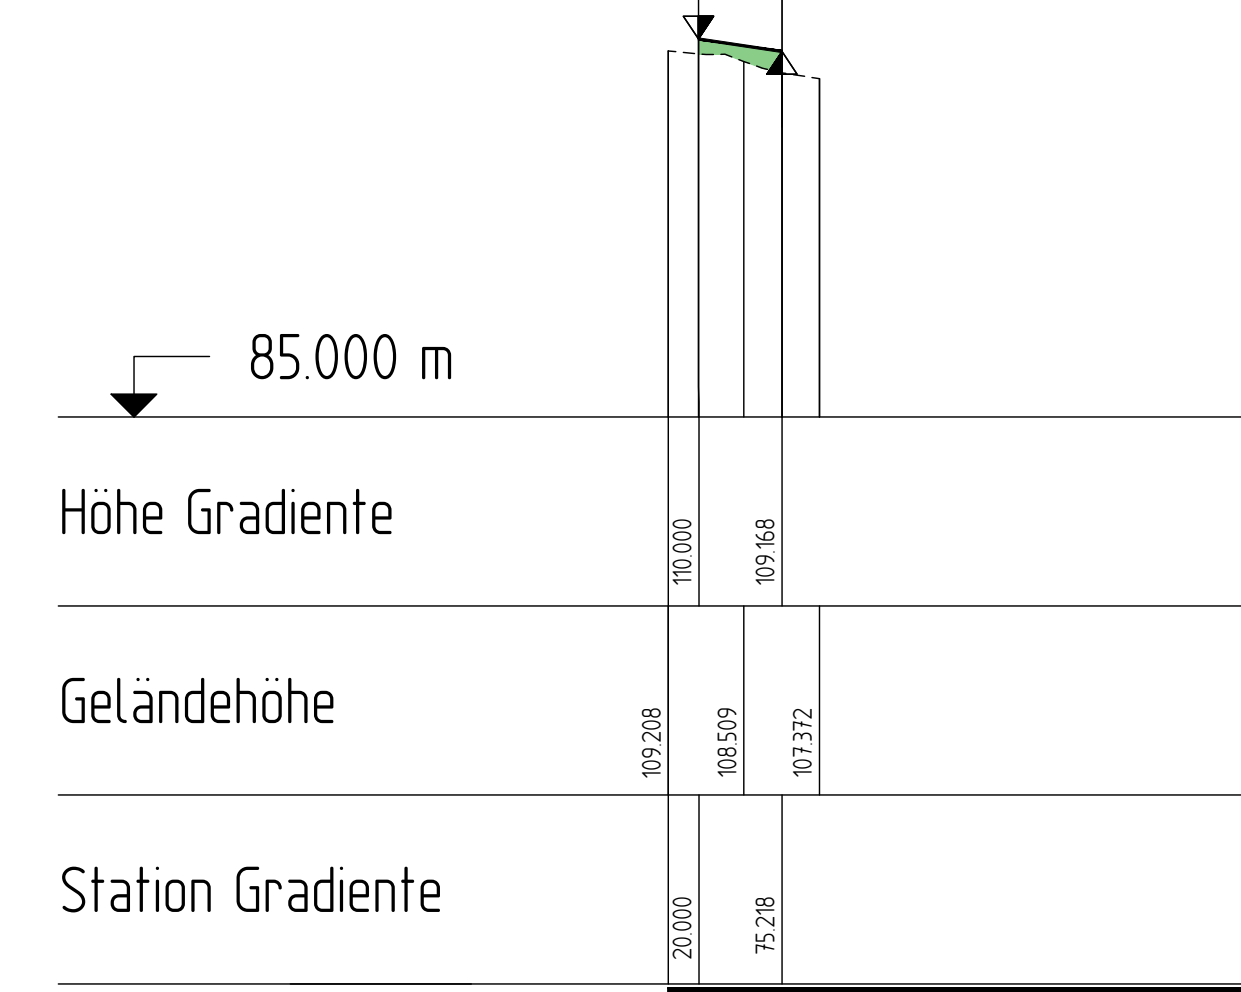 85.000 m
Höhe Gradiente
110.000
109.168
Geländehöhe
109.208
108.509
107.372
Station Gradiente
20.000
75.218